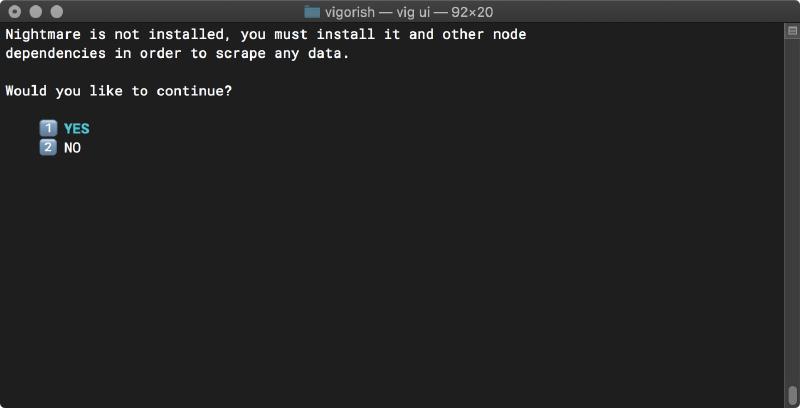 vigorish — vig ui — 92×20
Nightmare is not installed, you must install it and other node
dependencies in order to scrape any data.
Would you like to continue?
1 YES
2 NO